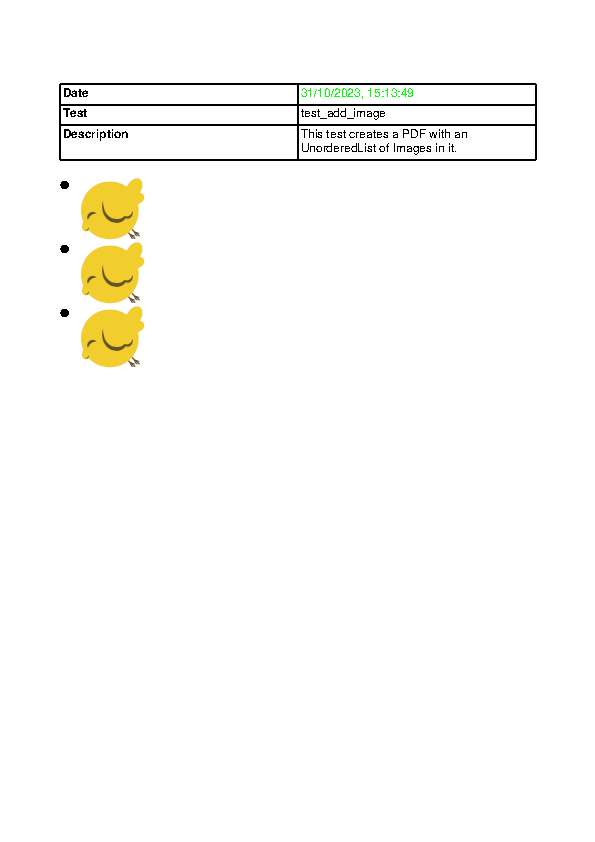 Date 31/10/2023, 15:13:49
Test test_add_image
Description This test creates a PDF with an
UnorderedList of Images in it.